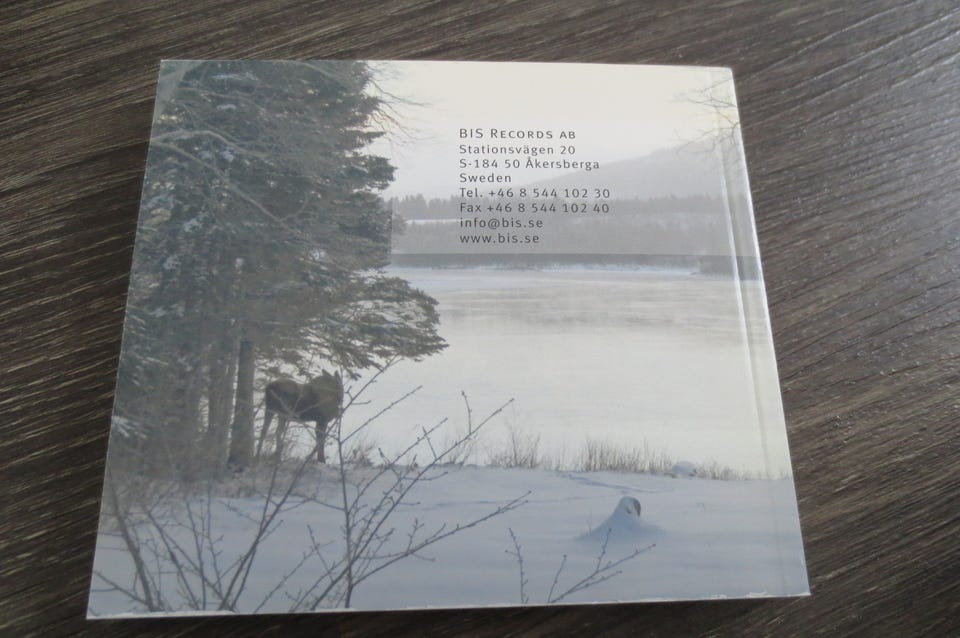 BIS RECORDS AB
Stationsvägen 20
S-184 50 Åkersberga
Sweden
Tel. +46 8 544 102 30
Fax +46 8 544 102 40
info@bis.se
www.bis.se